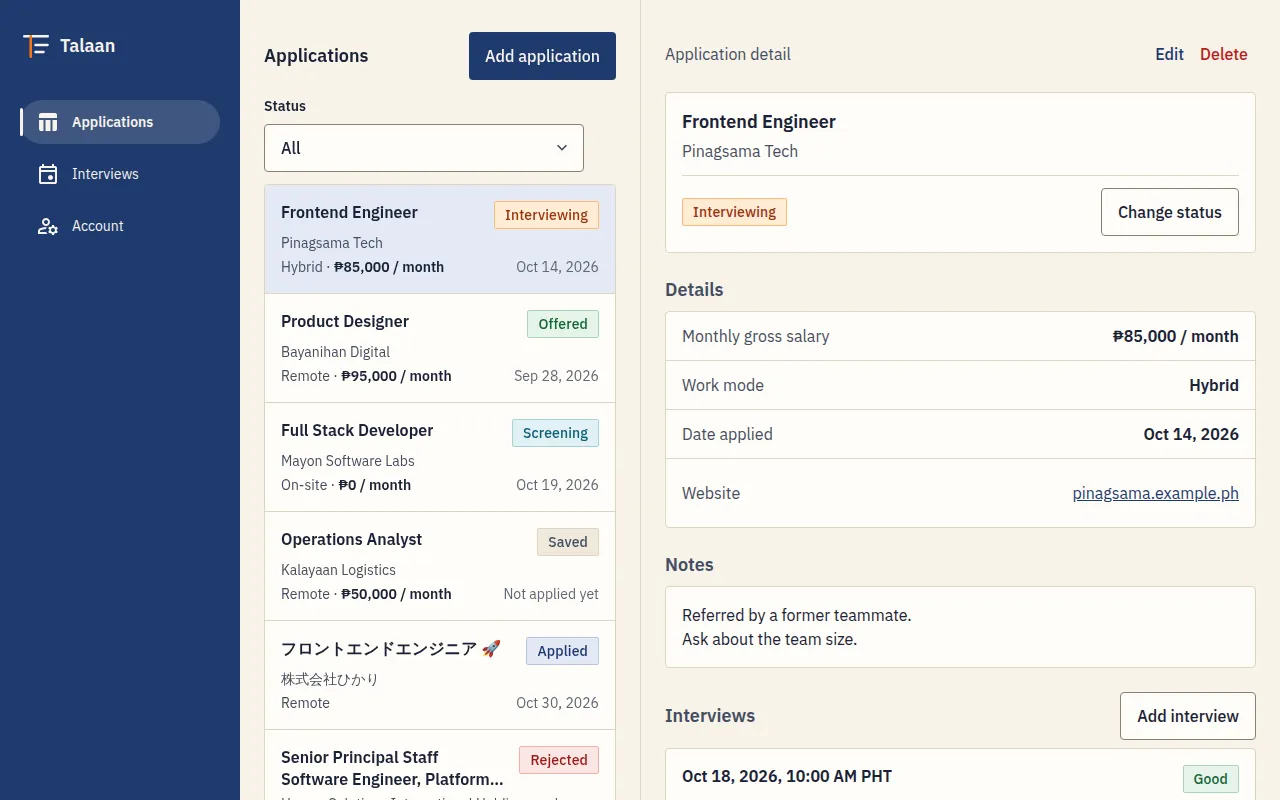 Talaan
Applications
Interviews
Account
Applications
Add application
Status
All
Frontend Engineer
Interviewing
Pinagsama Tech
Hybrid · ₱85,000 / month
Oct 14, 2026
Product Designer
Offered
Bayanihan Digital
Remote · ₱95,000 / month
Sep 28, 2026
Full Stack Developer
Screening
Mayon Software Labs
On-site · ₱0 / month
Oct 19, 2026
Operations Analyst
Saved
Kalayaan Logistics
Remote · ₱50,000 / month
Not applied yet
フロントエンドエンジニア 🚀
Applied
株式会社ひかり
Remote
Oct 30, 2026
Senior Principal Staff
Software Engineer, Platform...
Rejected
Application detail
Edit
Delete
Frontend Engineer
Pinagsama Tech
Interviewing
Change status
Details
Monthly gross salary
₱85,000 / month
Work mode
Hybrid
Date applied
Oct 14, 2026
Website
pinagsama.example.ph
Notes
Referred by a former teammate.
Ask about the team size.
Interviews
Add interview
Oct 18, 2026, 10:00 AM PHT
Good